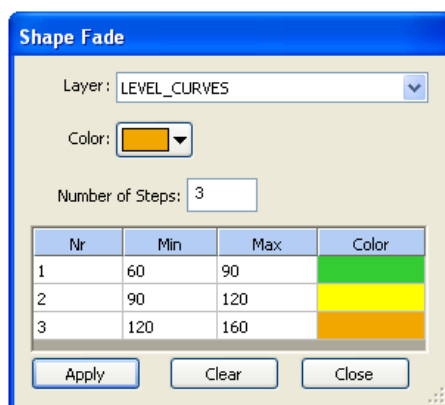 Shape Fade
Layer: LEVEL_CURVES
Color:
Number of Steps: 3
Nr Min Max Color
1 60 90
2 90 120
3 120 160
Apply Clear Close